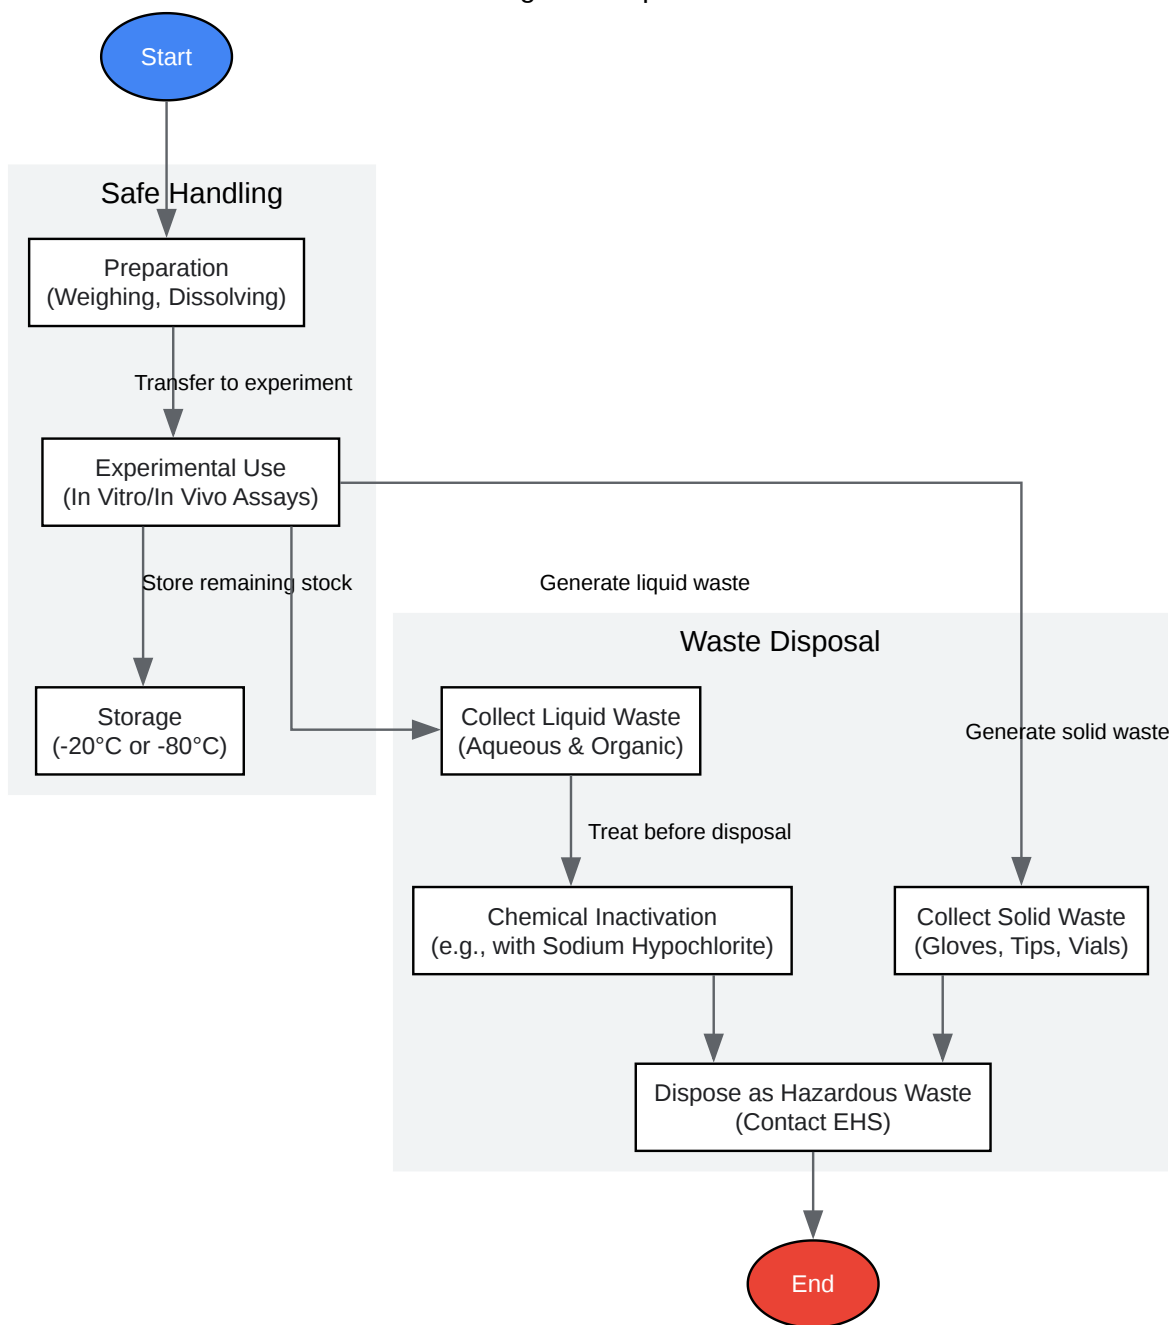 Start
Safe Handling
Preparation
(Weighing, Dissolving)
Transfer to experiment
Experimental Use
(In Vitro/In Vivo Assays)
Store remaining stock
Generate liquid waste
Waste Disposal
Storage
(-20°C or -80°C)
Collect Liquid Waste
(Aqueous & Organic)
Generate solid waste
Treat before disposal
Chemical Inactivation
(e.g., with Sodium Hypochlorite)
Collect Solid Waste
(Gloves, Tips, Vials)
Dispose as Hazardous Waste
(Contact EHS)
End